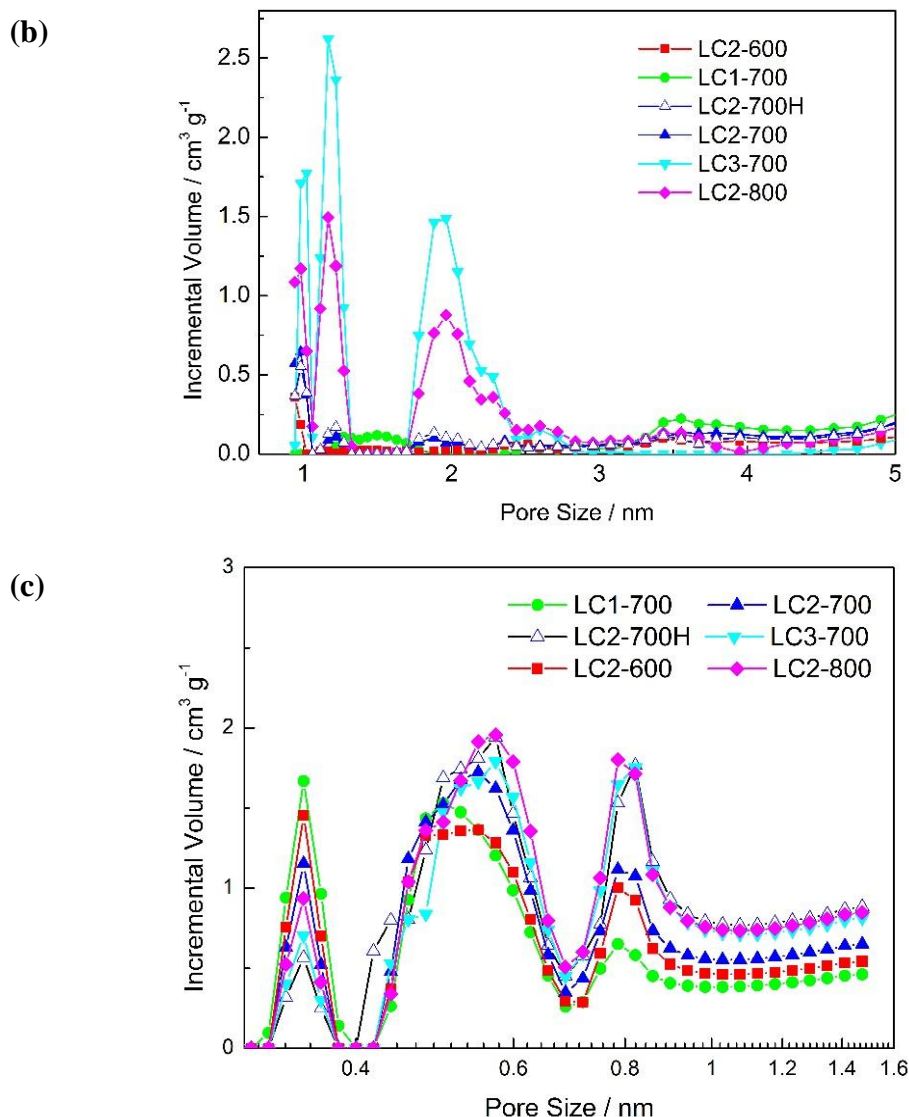 (b)
Incremental Volume / cm³ g⁻¹
2.5
2.0
1.5
1.0
0.5
0.0
LC2-600
LC1-700
LC2-700H
LC2-700
LC3-700
LC2-800
1 2 3 4 5
Pore Size / nm
(c)
Incremental Volume / cm³ g⁻¹
3
2
1
0
LC1-700 LC2-700
LC2-700H LC3-700
LC2-600 LC2-800
0.4 0.6 0.8 1 1.2 1.4 1.6
Pore Size / nm